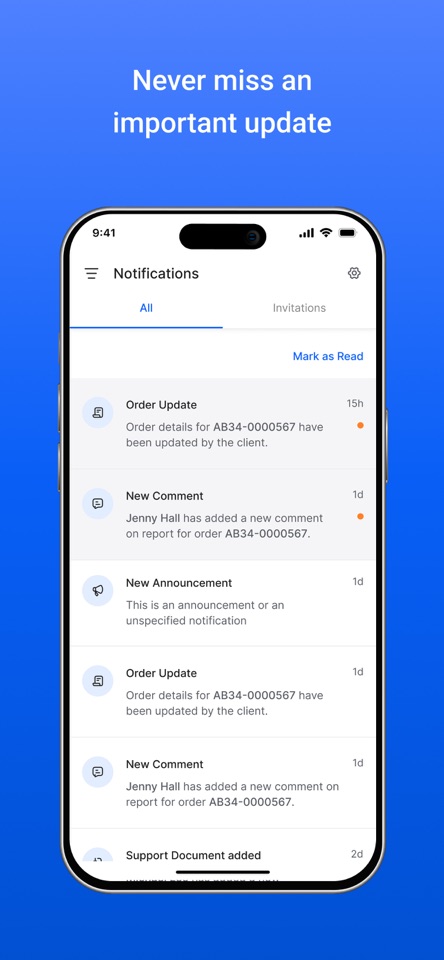 Never miss an
important update
9:41
Notifications
All
Invitations
Mark as Read
Order Update
15h
Order details for AB34-0000567 have
been updated by the client.
New Comment
1d
Jenny Hall has added a new comment
on report for order AB34-0000567.
New Announcement
1d
This is an announcement or an
unspecified notification
Order Update
1d
Order details for AB34-0000567 have
been updated by the client.
New Comment
1d
Jenny Hall has added a new comment on
report for order AB34-0000567.
Support Document added
2d